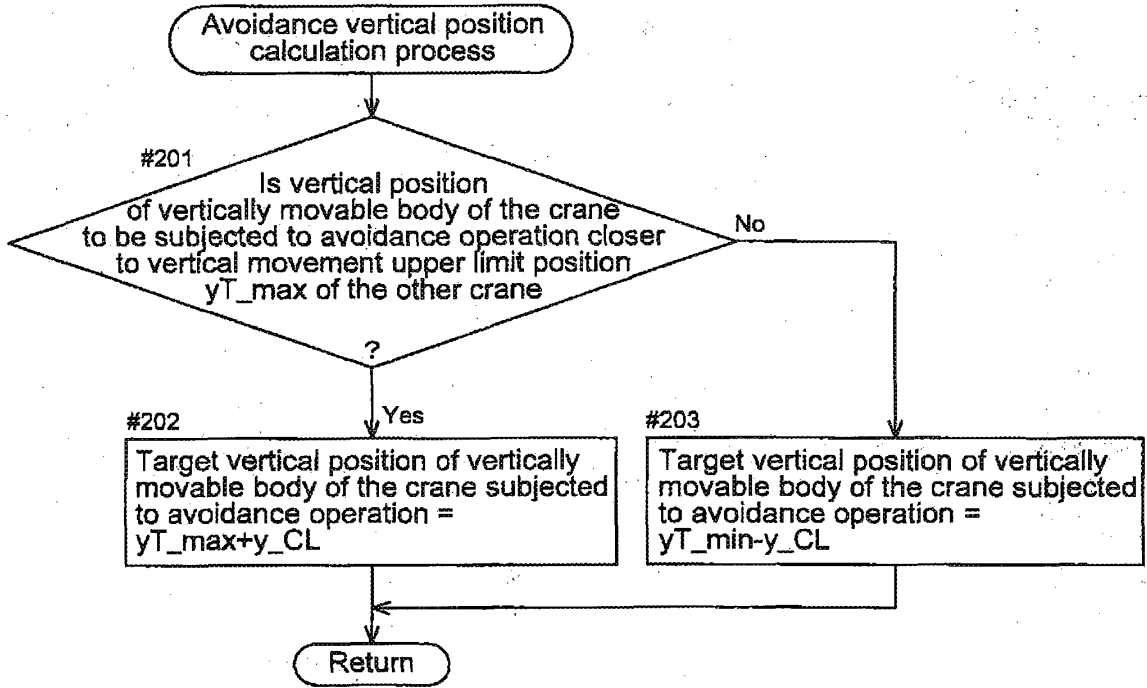 Avoidance vertical position
calculation process
#201
Is vertical position
of vertically movable body of the crane
to be subjected to avoidance operation closer
to vertical movement upper limit position
yT_max of the other crane
?
No
Yes
#202
Target vertical position of vertically
movable body of the crane subjected
to avoidance operation =
yT_max+y_CL
#203
Target vertical position of vertically
movable body of the crane subjected
to avoidance operation =
yT_min-y_CL
Return